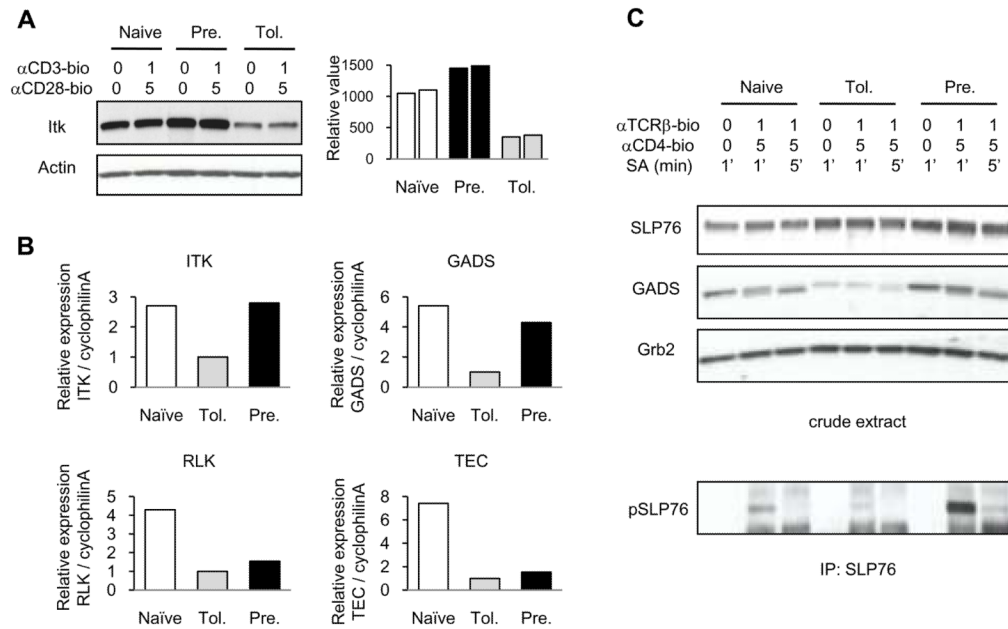 A
Naive Pre. Tol.
αCD3-bio 0 1 0 1 0 1
αCD28-bio 0 5 0 5 0 5
Itk
Actin
Relative value
1500
1000
500
0
Naïve Pre. Tol.
B
ITK
Relative expression
ITK / cyclophilinA
3
2
1
0
Naïve Tol. Pre.
GADS
Relative expression
GADS / cyclophilinA
6
4
2
0
Naïve Tol. Pre.
RLK
Relative expression
RLK / cyclophilinA
5
4
3
2
1
0
Naïve Tol. Pre.
TEC
Relative expression
TEC / cyclophilinA
8
6
4
2
0
Naïve Tol. Pre.
C
Naive Tol. Pre.
αTCRβ-bio 0 1 1 0 1 1 0 1 1
αCD4-bio 0 5 5 0 5 5 0 5 5
SA (min) 1’ 1’ 5’ 1’ 1’ 5’ 1’ 1’ 5’
SLP76
GADS
Grb2
crude extract
pSLP76
IP: SLP76